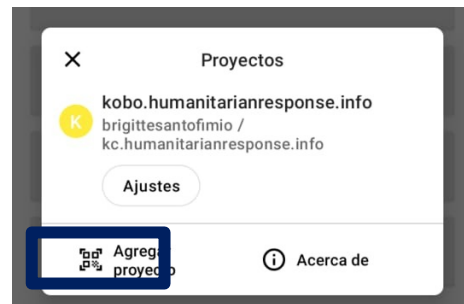 Proyectos
K
kobo.humanitarianresponse.info
brigittesantofimio /
kc.humanitarianresponse.info
Ajustes
Agregar
proyecto
Acerca de